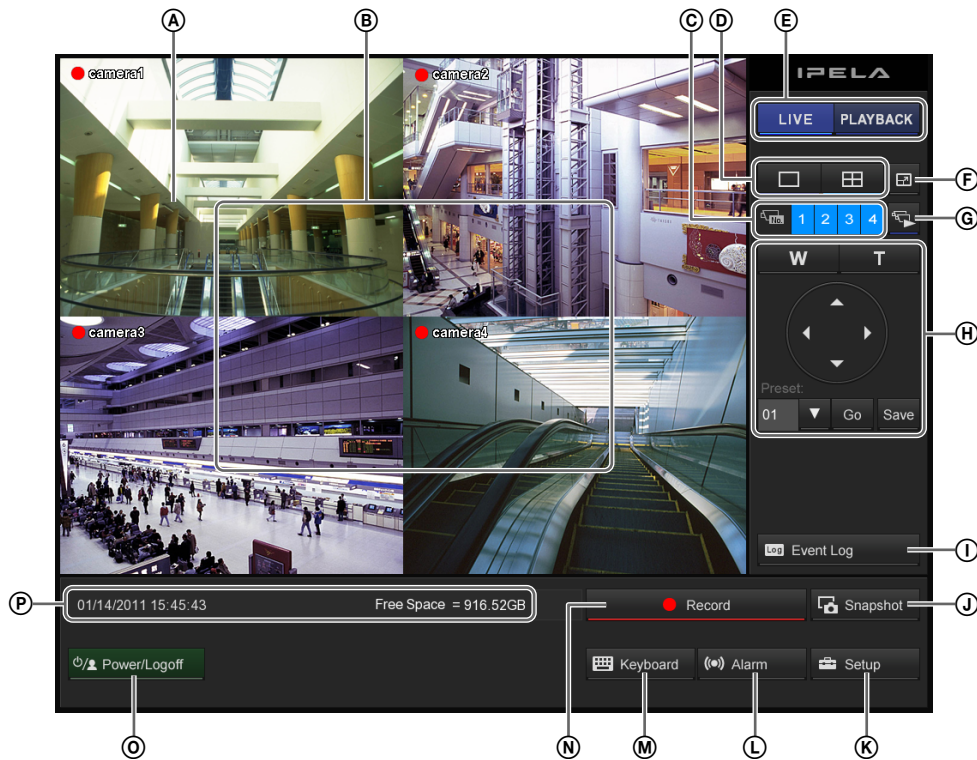 A
B
C
D
E
camera1
camera2
IPELA
LIVE PLAYBACK
F
No. 1 2 3 4
G
W T
H
camera3
camera4
Preset:
01 ▼ Go Save
Log Event Log
I
P
01/14/2011 15:45:43 Free Space = 916.52GB
Record
Snapshot
J
Power/Logoff
Keyboard
Alarm
Setup
O
N
M
L
K